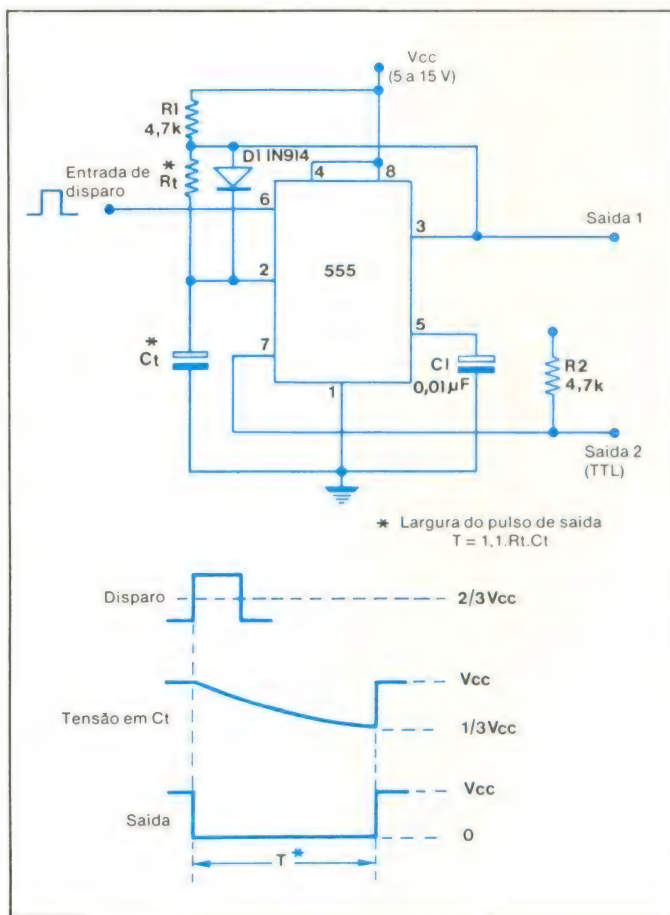 Vcc
(5 a 15 V)
R1
4,7k
D1 IN914
*
Rt
Entrada de
disparo
4
8
6
3
Saida 1
2
555
*
Ct
7
5
C1
0,01µF
R2
4,7k
1
Saida 2
(TTL)
* Largura do pulso de saida
T = 1,1.Rt.Ct
Disparo
2/3Vcc
Vcc
Tensão em Ct
1/3Vcc
Vcc
Saida
0
T*